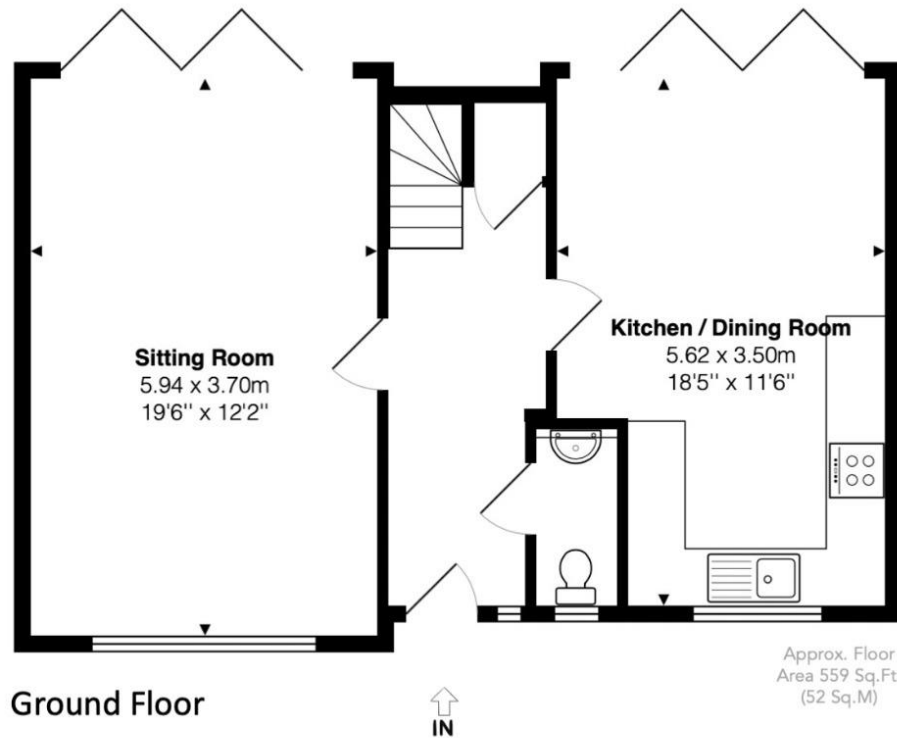 Sitting Room
5.94 x 3.70m
19'6'' x 12'2''
Kitchen / Dining Room
5.62 x 3.50m
18'5'' x 11'6''
Approx. Floor
Area 559 Sq.Ft
(52 Sq.M)
Ground Floor
IN